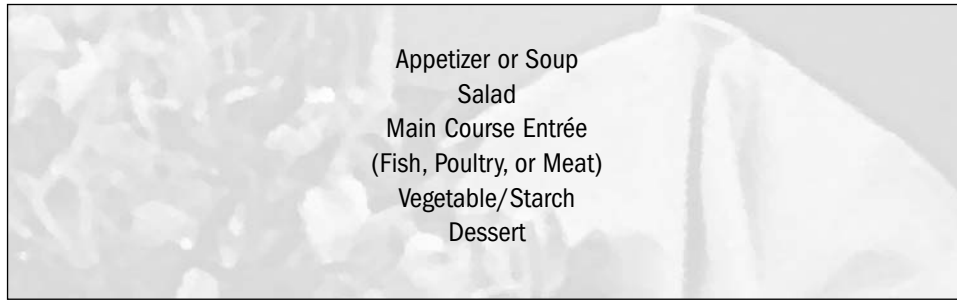 Appetizer or Soup
Salad
Main Course Entrée
(Fish, Poultry, or Meat)
Vegetable/Starch
Dessert